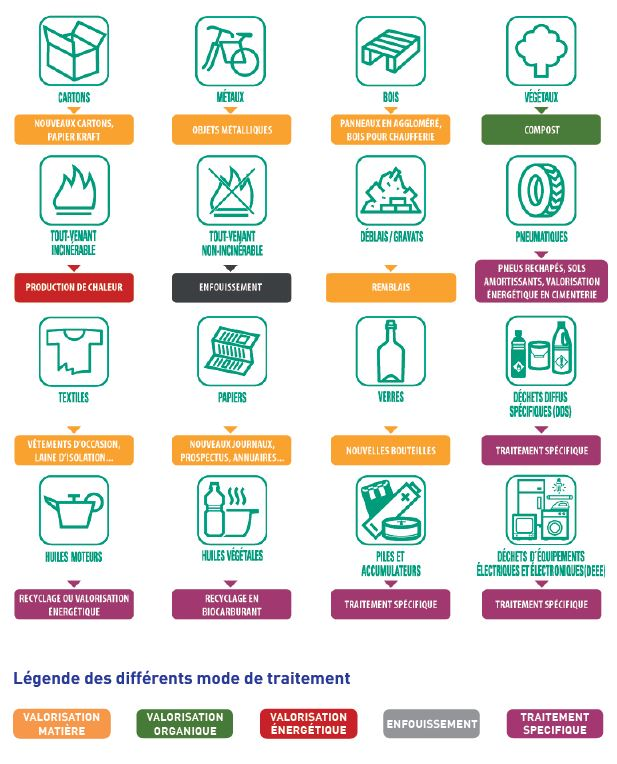 CARTONS
NOUVEAUX CARTONS,
PAPIER KRAFT
MÉTAUX
OBJETS MÉTALLIQUES
BOIS
PANNEAUX EN AGGLOMÉRÉ,
BOIS POUR CHAUFFERIE
VÉGÉTAUX
COMPOST
TOUT-VENANT
INCINÉRABLE
PRODUCTION DE CHALEUR
TOUT-VENANT
NON-INCINÉRABLE
ENFOUISSEMENT
DÉBLAIS / GRAVATS
REMBLAIS
PNEUMATIQUES
PNEUS RECHAPÉS, SOLS
AMORTISSANTS, VALORISATION
ÉNERGÉTIQUE EN CIMENTERIE
TEXTILES
VÊTEMENTS D'OCCASION,
LAINE D'ISOLATION...
PAPIERS
NOUVEAUX JOURNAUX,
PROSPECTUS, ANNUAIRES...
VERRES
NOUVELLES BOUTEILLES
DÉCHETS DIFFUS
SPÉCIFIQUES (DDS)
TRAITEMENT SPÉCIFIQUE
HUILES MOTEURS
RECYCLAGE OU VALORISATION
ÉNERGÉTIQUE
HUILES VÉGÉTALES
RECYCLAGE EN
BIOCARBURANT
PILES ET
ACCUMULATEURS
TRAITEMENT SPÉCIFIQUE
DÉCHETS D'ÉQUIPEMENTS
ÉLECTRIQUES ET ÉLECTRONIQUES(DEEE)
TRAITEMENT SPÉCIFIQUE
Légende des différents mode de traitement
VALORISATION
MATIÈRE
VALORISATION
ORGANIQUE
VALORISATION
ÉNERGÉTIQUE
ENFOUISSEMENT
TRAITEMENT
SPECIFIQUE